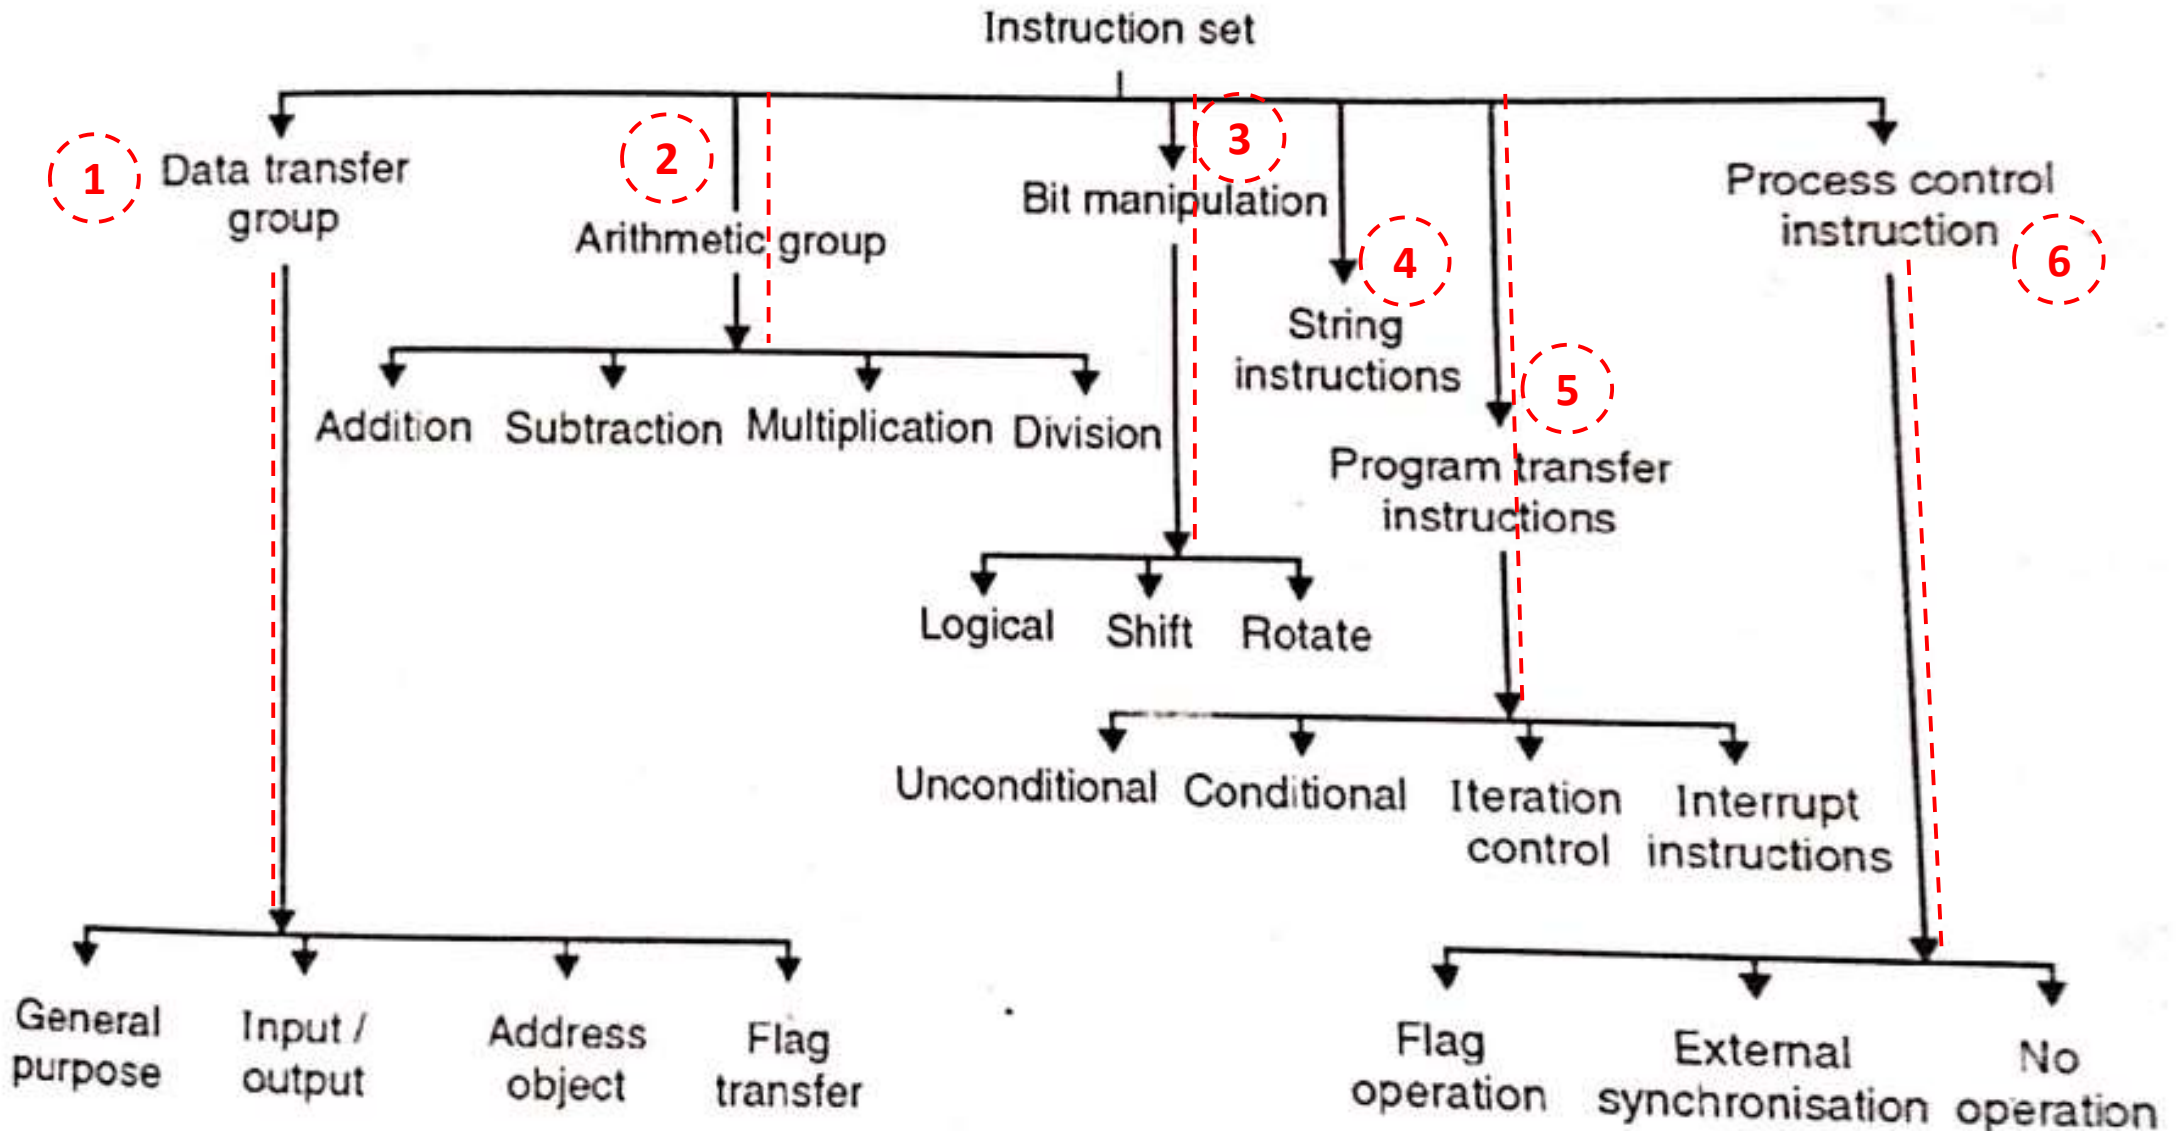 Instruction set
1
Data transfer
group
2
Arithmetic group
3
Bit manipulation
4
String
instructions
5
Program transfer
instructions
Process control
instruction
6
Addition
Subtraction
Multiplication
Division
Logical
Shift
Rotate
Unconditional
Conditional
Iteration
control
Interrupt
instructions
General
purpose
Input /
output
Address
object
Flag
transfer
Flag
operation
External
synchronisation
No
operation